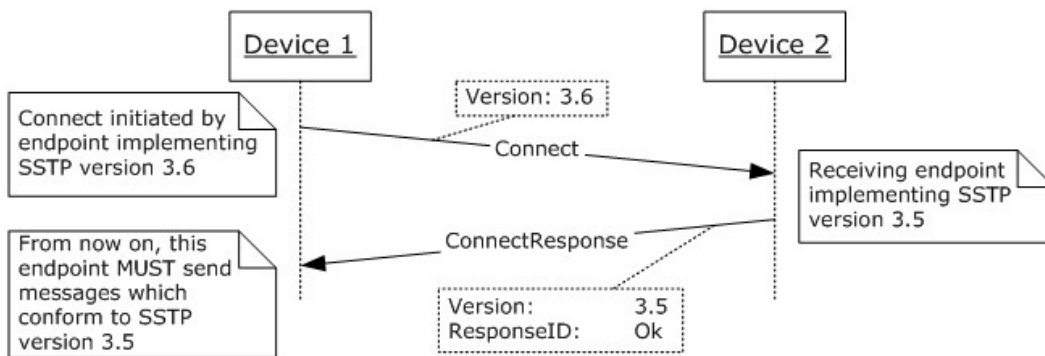 Device 1
Device 2
Version: 3.6
Connect initiated by
endpoint implementing
SSTP version 3.6
Connect
Receiving endpoint
implementing SSTP
version 3.5
ConnectResponse
From now on, this
endpoint MUST send
messages which
conform to SSTP
version 3.5
Version: 3.5
ResponseID: Ok